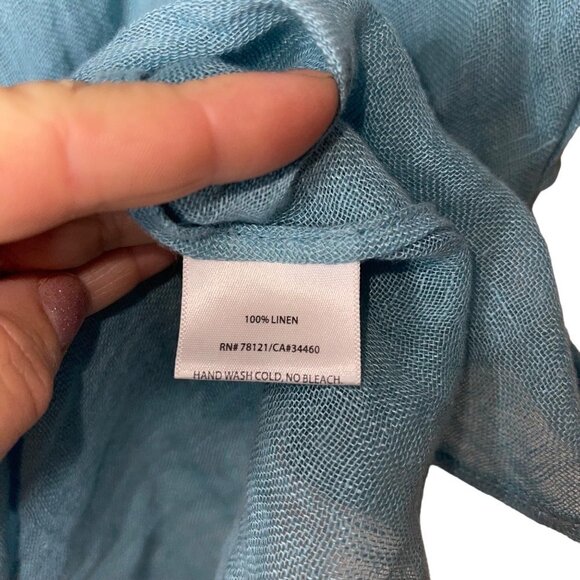 100% LINEN
RN# 78121/CA#34460
HAND WASH COLD, NO BLEACH.